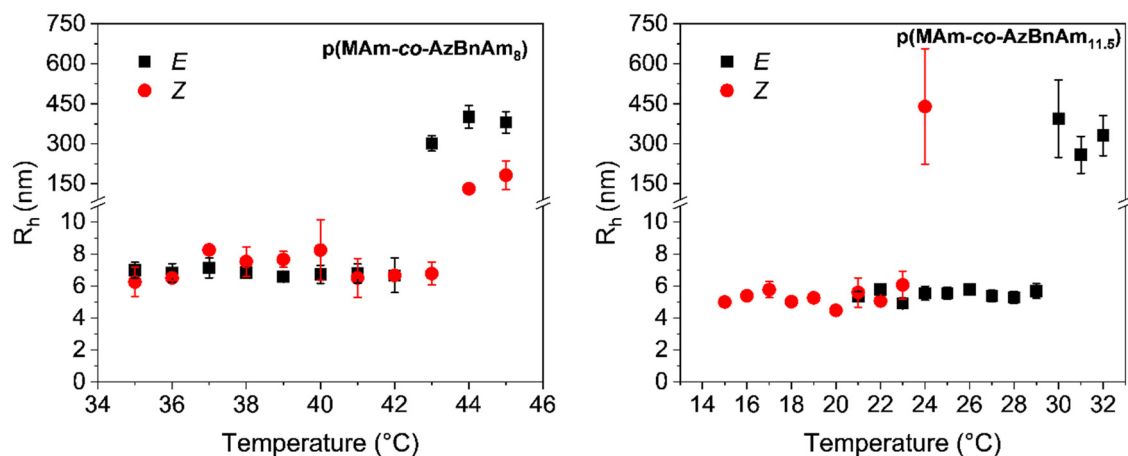 p(MAm-co-AzBnAm8)
E
Z
750
600
450
300
150
10
8
6
4
2
0
Rh (nm)
34 36 38 40 42 44 46
Temperature (°C)
p(MAm-co-AzBnAm11.5)
E
Z
750
600
450
300
150
10
8
6
4
2
0
Rh (nm)
14 16 18 20 22 24 26 28 30 32
Temperature (°C)